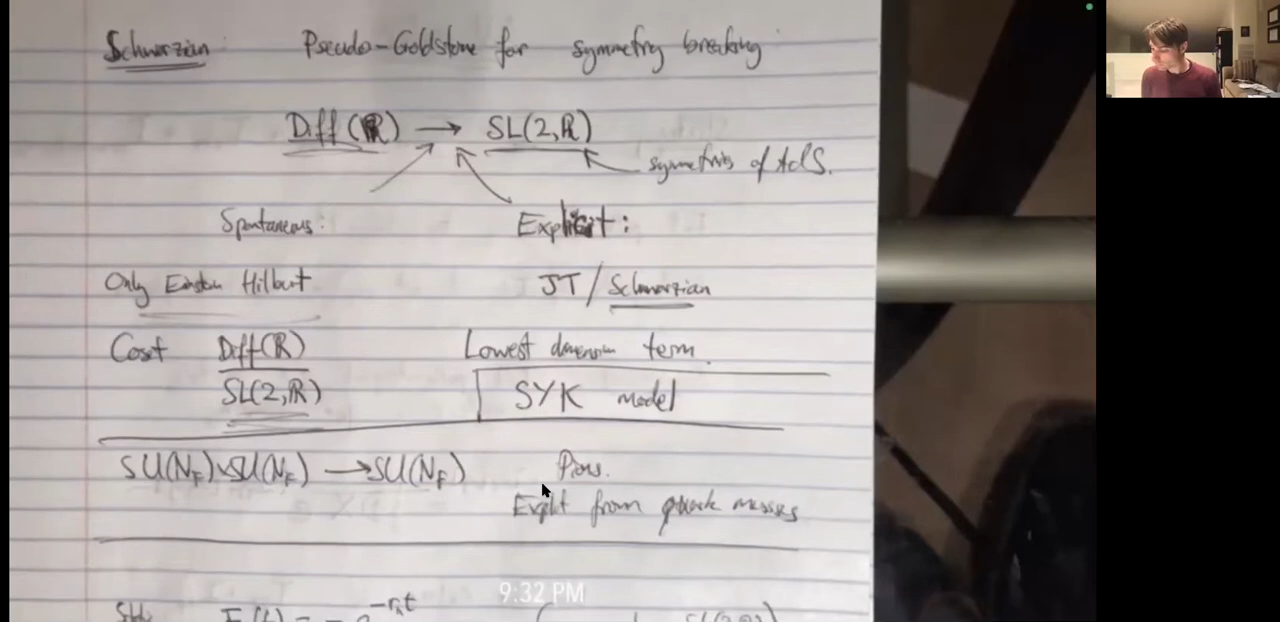 Schwarzian: Pseudo-Goldstone for symmetry breaking
Diff(ℝ) → SL(2,ℝ)
symmetries of AdS.
Spontaneous: Explicit:
Only Einstein Hilbert JT / Schwarzian
Coset Diff(ℝ) Lowest dimension term.
SL(2,ℝ) SYK model
SU(N_F)×SU(N_F) → SU(N_F) Pions.
Explt from quark masses
9:32 PM